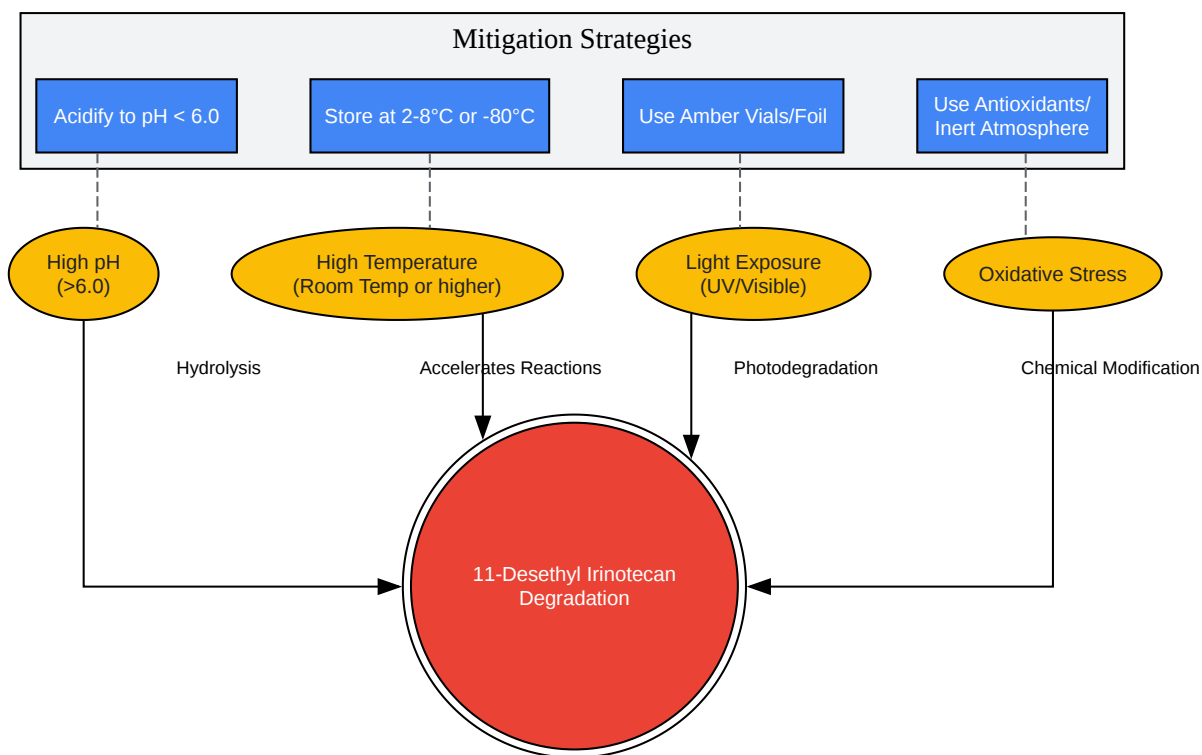 Mitigation Strategies
Acidify to pH < 6.0
Store at 2-8°C or -80°C
Use Amber Vials/Foil
Use Antioxidants/
Inert Atmosphere
High pH
(>6.0)
High Temperature
(Room Temp or higher)
Light Exposure
(UV/Visible)
Oxidative Stress
Hydrolysis
Accelerates Reactions
Photodegradation
Chemical Modification
11-Desethyl Irinotecan
Degradation